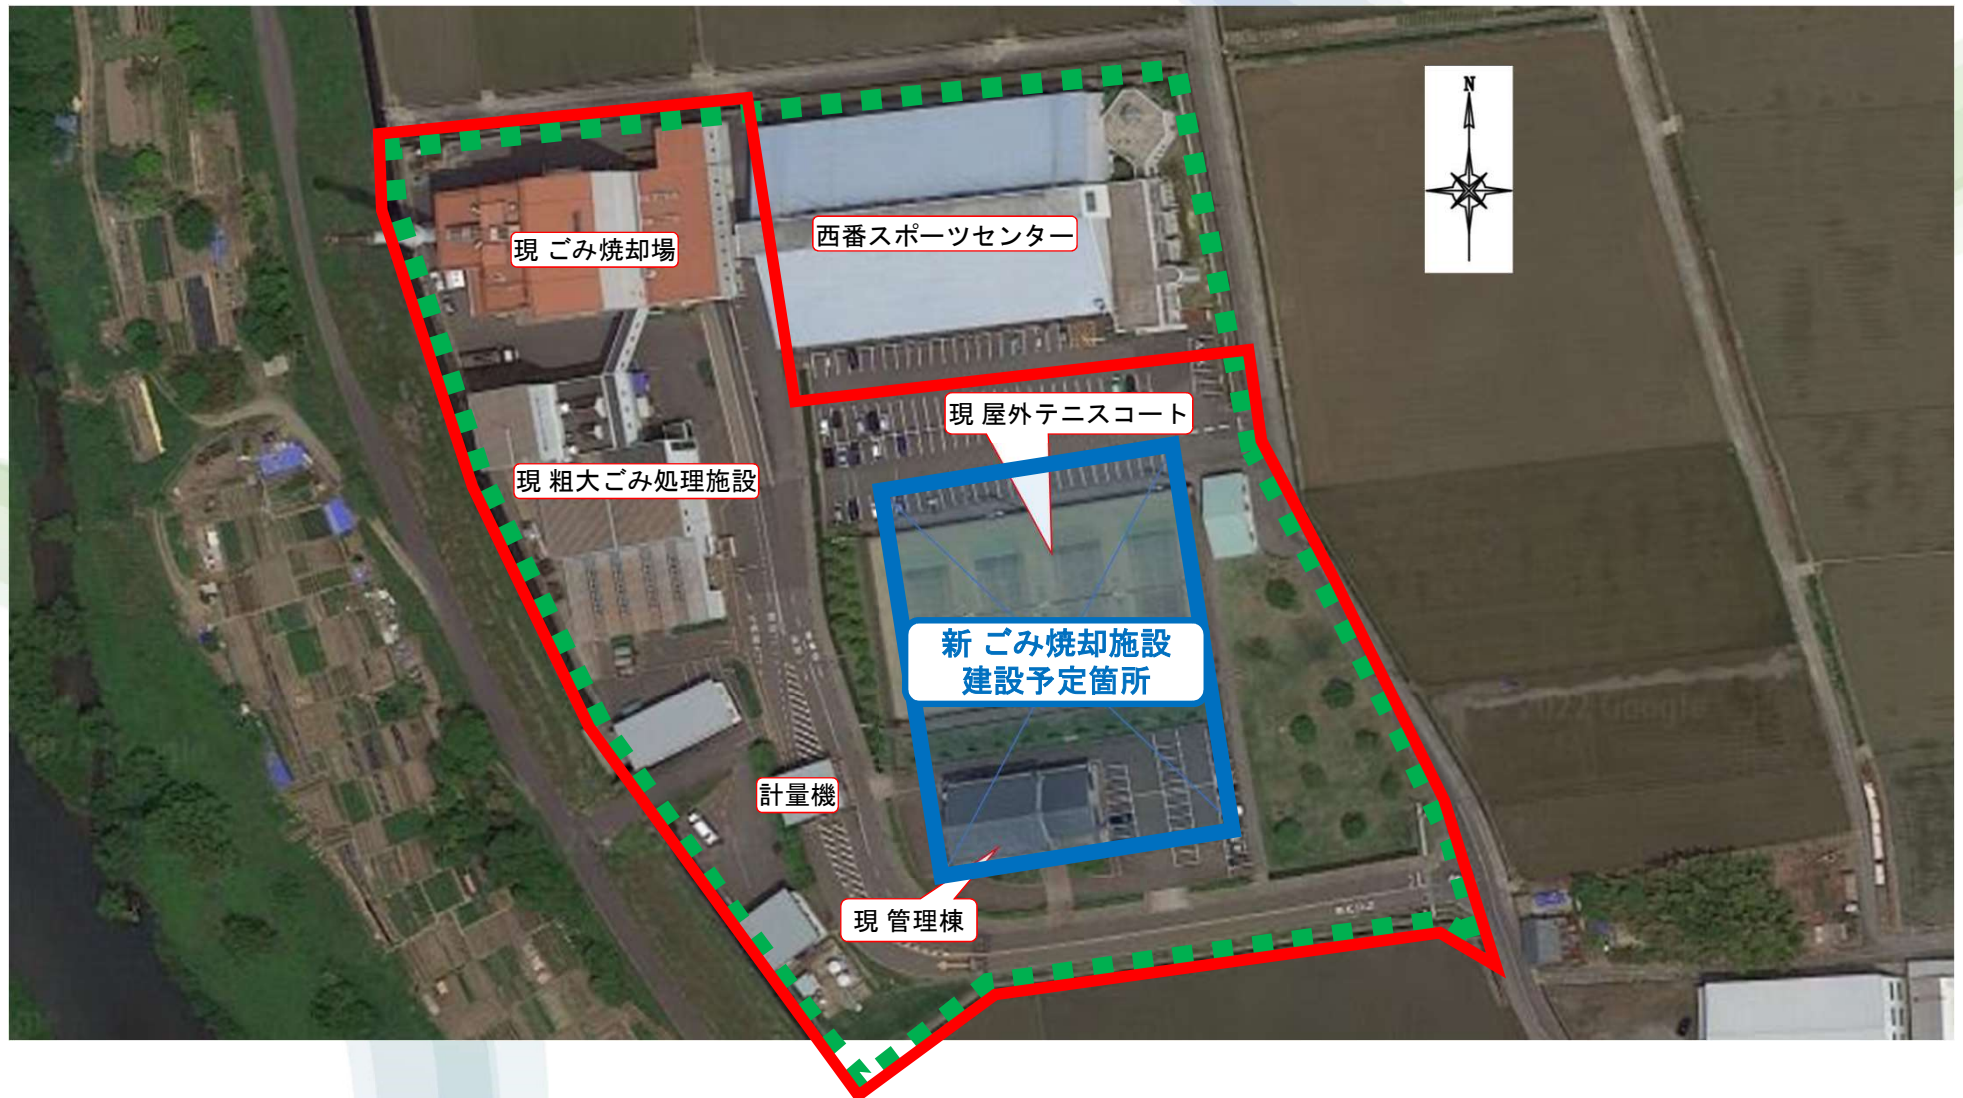 N
現 ごみ焼却場
西番スポーツセンター
現 屋外テニスコート
現 粗大ごみ処理施設
新 ごみ焼却施設
建設予定箇所
計量機
現 管理棟